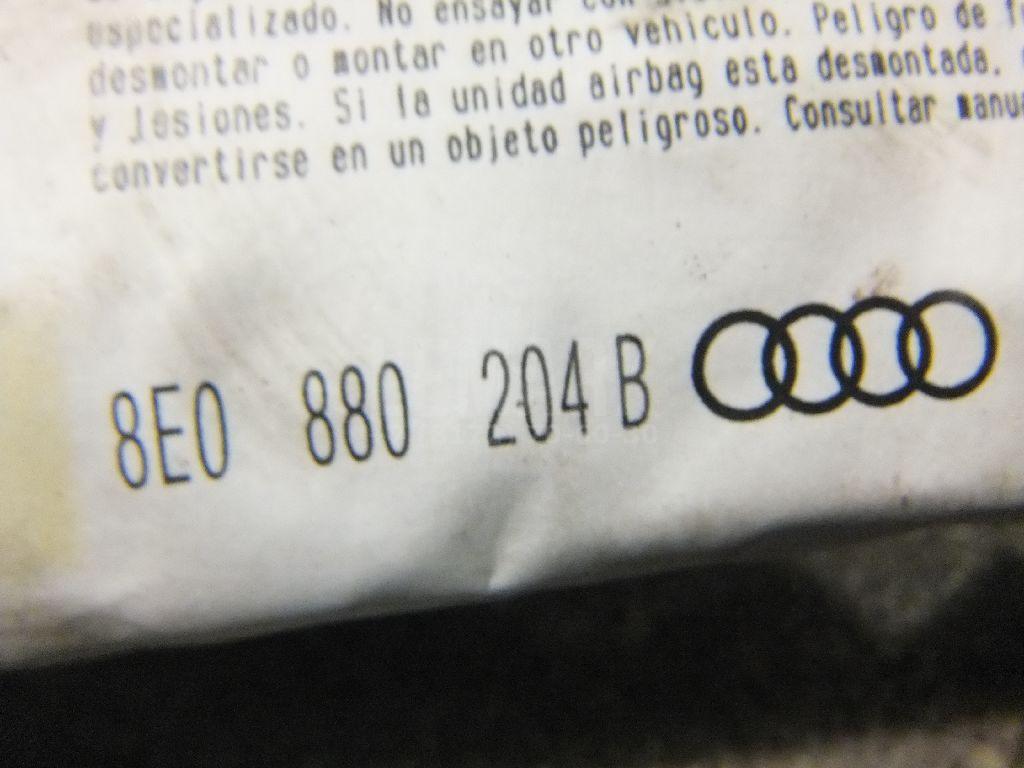 especializado. No ensayar con
desmontar o montar en otro vehiculo. Peligro de
y lesiones. Si la unidad airbag esta desmontada,
convertirse en un objeto peligroso. Consultar
8E0 880 204 B